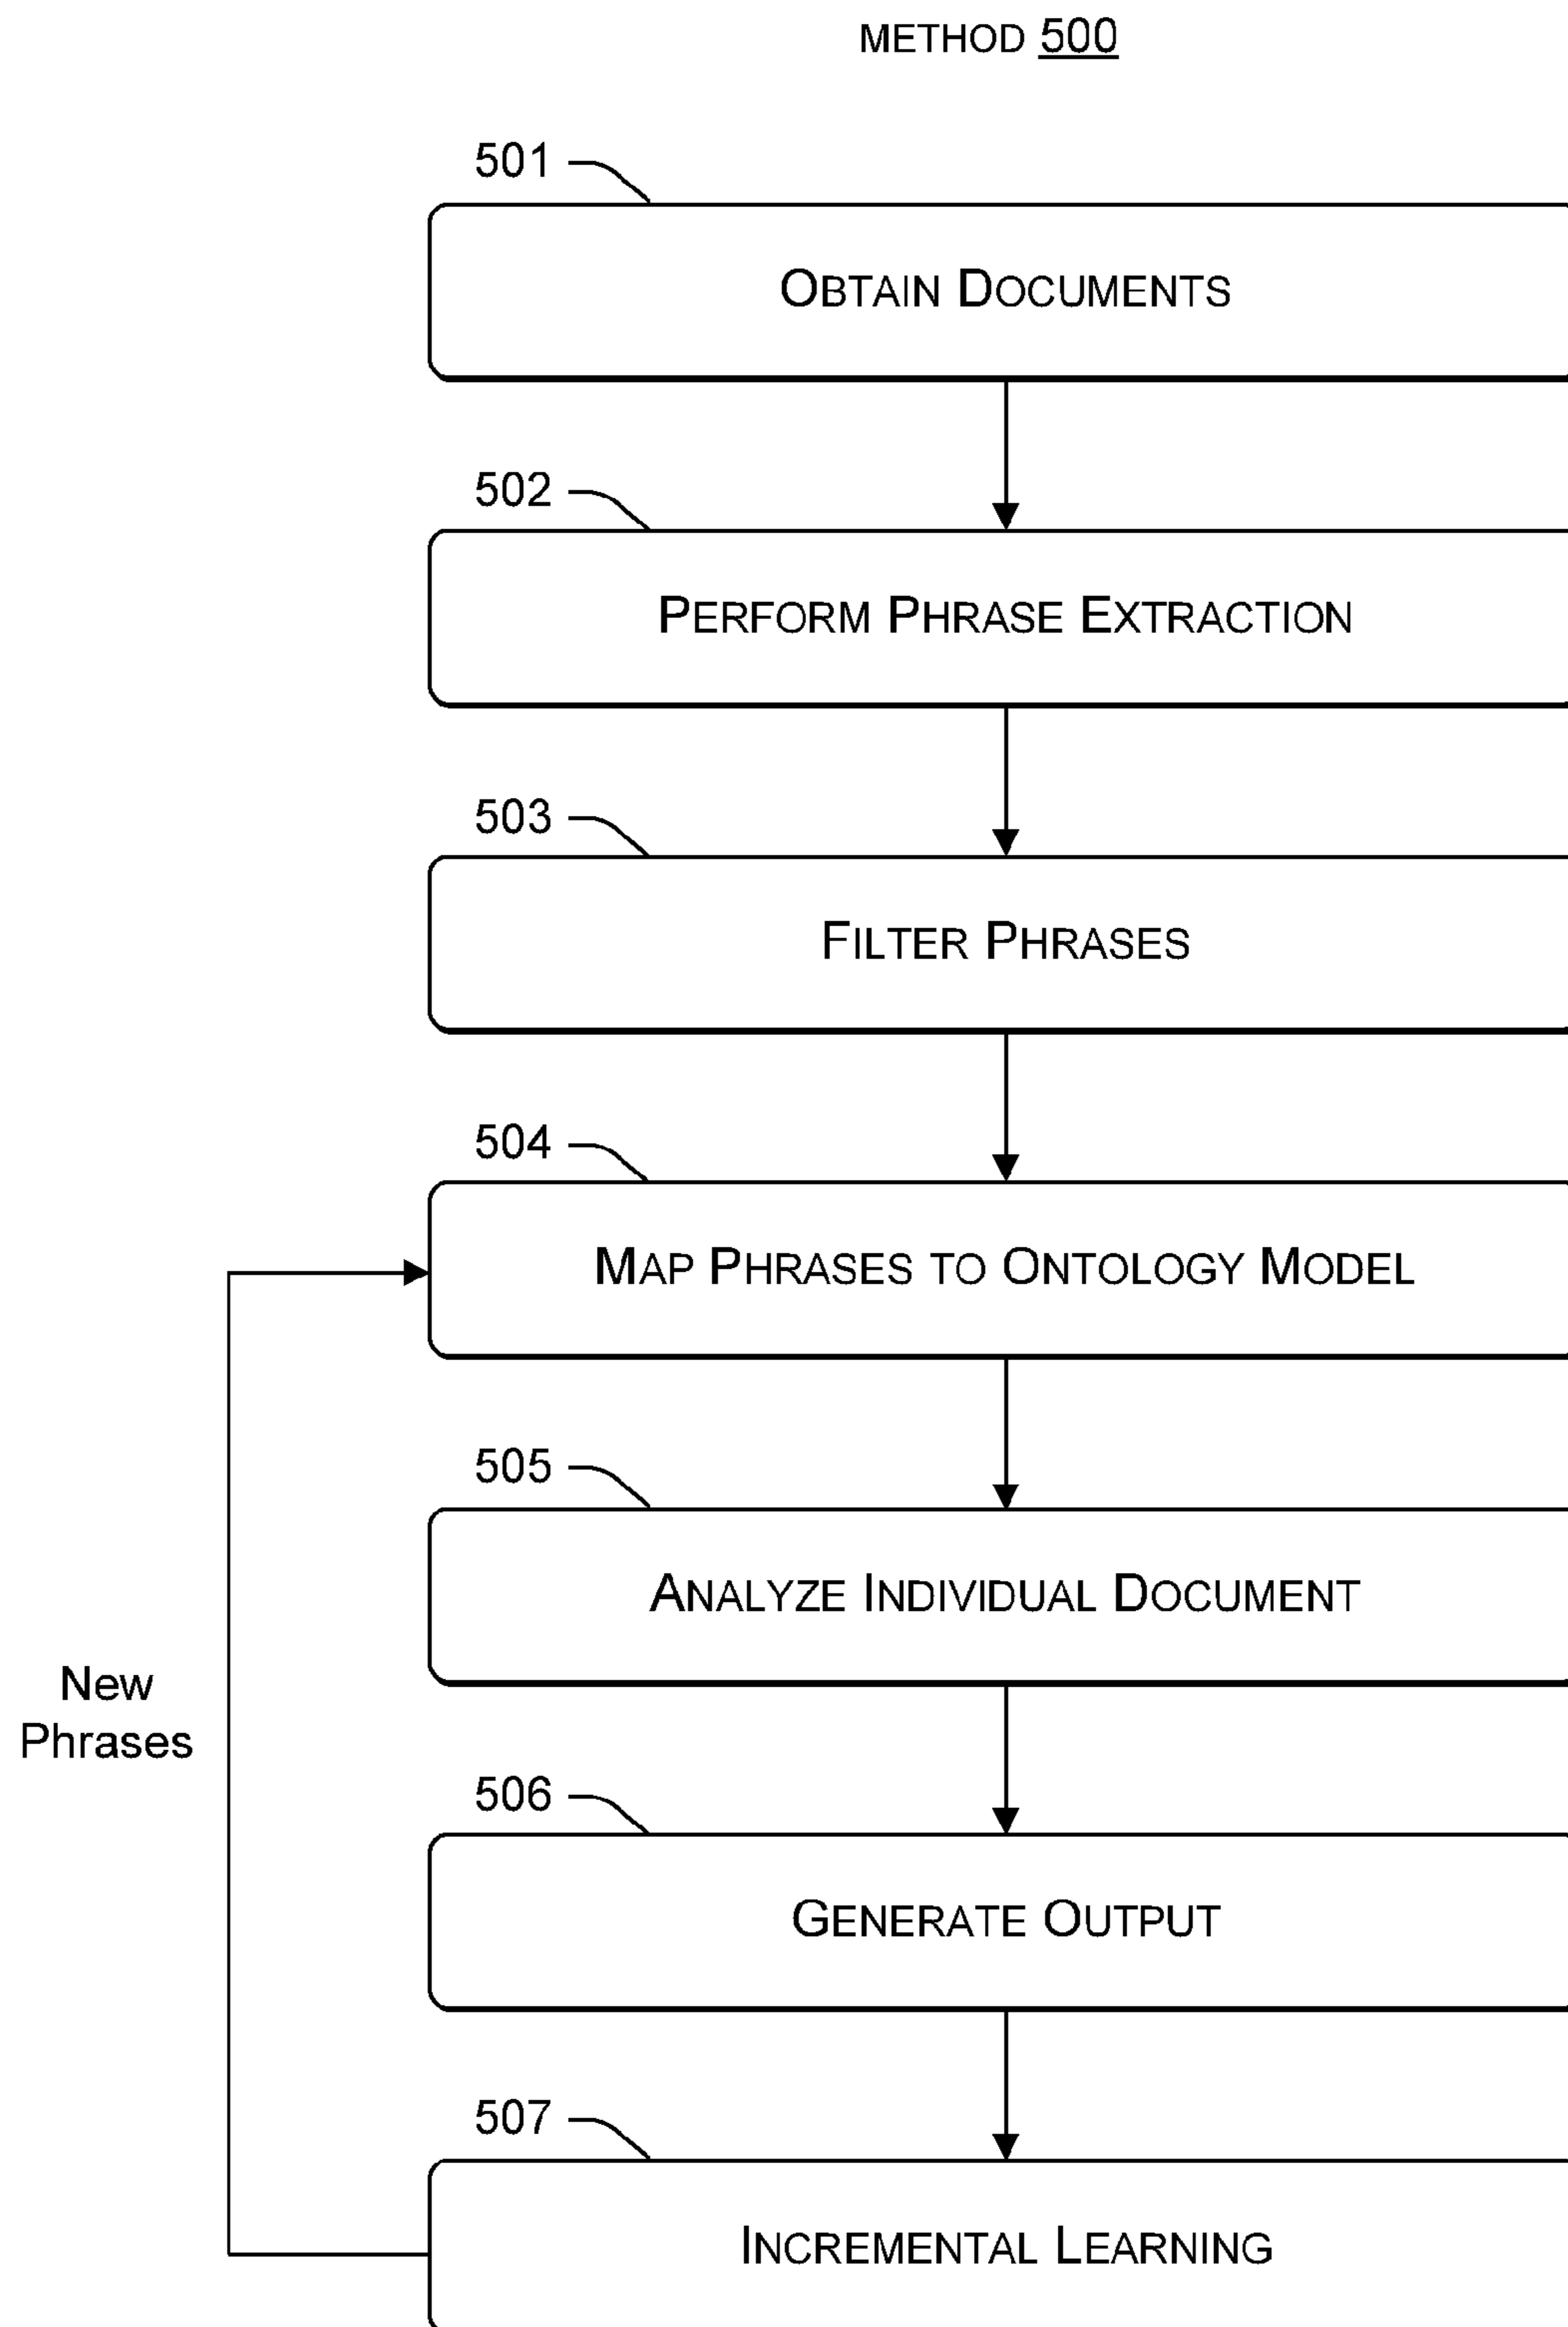 METHOD 500
501
OBTAIN DOCUMENTS
502
PERFORM PHRASE EXTRACTION
503
FILTER PHRASES
504
MAP PHRASES TO ONTOLOGY MODEL
505
ANALYZE INDIVIDUAL DOCUMENT
New
Phrases
506
GENERATE OUTPUT
507
INCREMENTAL LEARNING